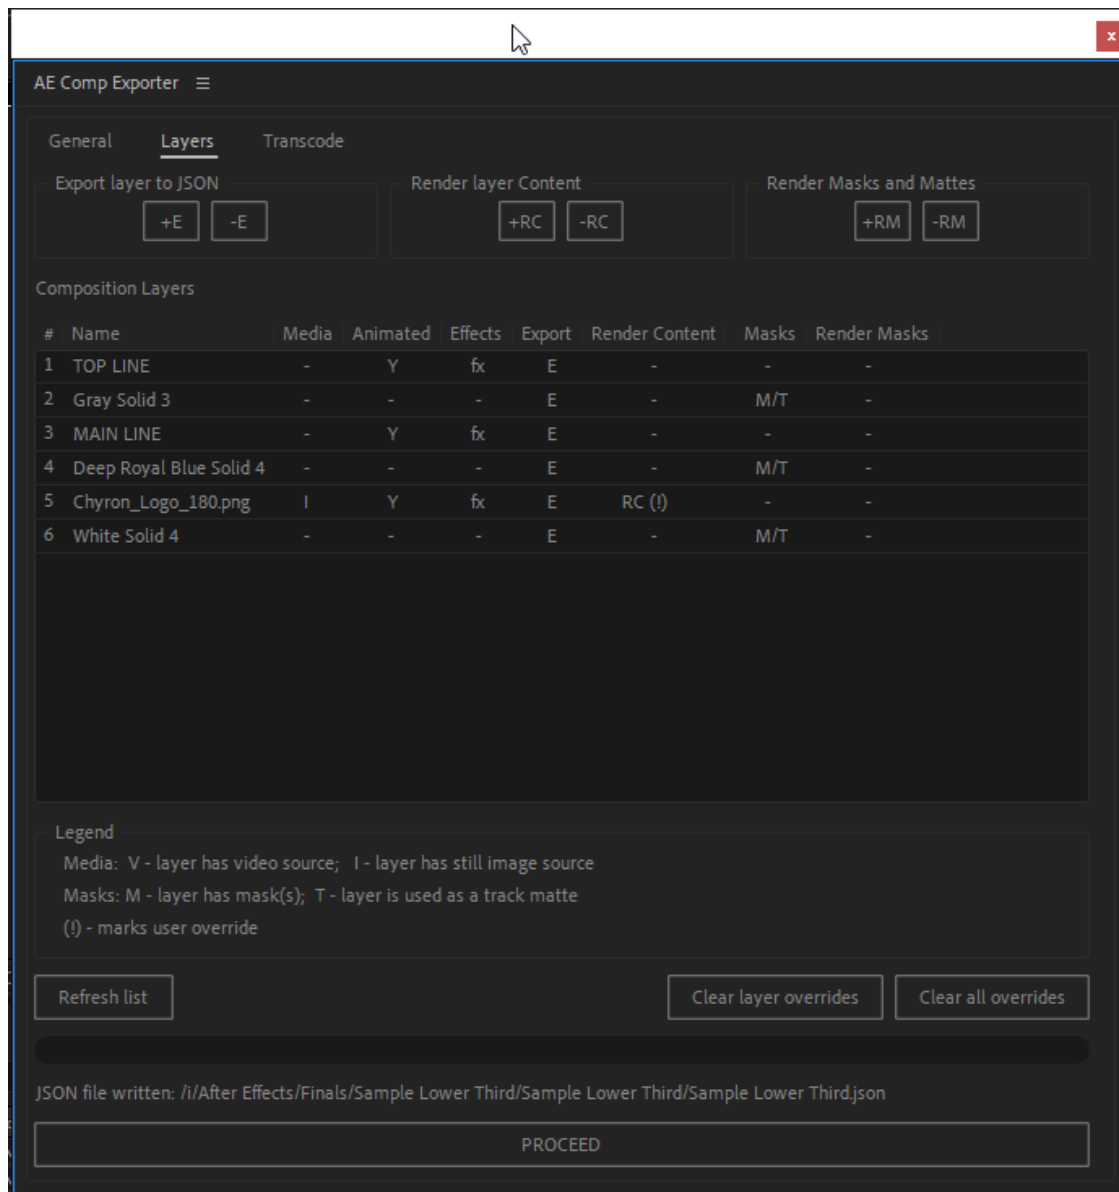 x
AE Comp Exporter ☰
General Layers Transcode
Export layer to JSON Render layer Content Render Masks and Mattes
+E -E +RC -RC +RM -RM
Composition Layers
# Name Media Animated Effects Export Render Content Masks Render Masks
1 TOP LINE - Y fx E - - -
2 Gray Solid 3 - - - E - M/T -
3 MAIN LINE - Y fx E - - -
4 Deep Royal Blue Solid 4 - - - E - M/T -
5 Chyron_Logo_180.png I Y fx E RC (!) - -
6 White Solid 4 - - - E - M/T -
Legend
Media: V - layer has video source; I - layer has still image source
Masks: M - layer has mask(s); T - layer is used as a track matte
(!) - marks user override
Refresh list Clear layer overrides Clear all overrides
JSON file written: /i/After Effects/Finals/Sample Lower Third/Sample Lower Third/Sample Lower Third.json
PROCEED